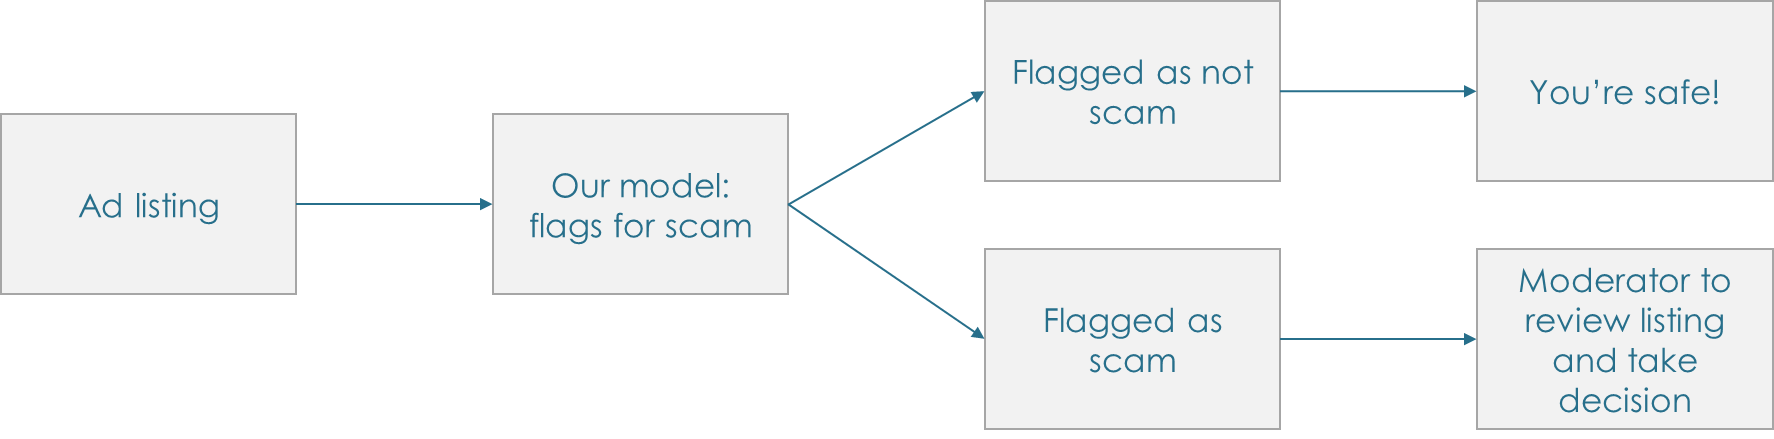 Ad listing
Our model:
flags for scam
Flagged as not
scam
You're safe!
Flagged as
scam
Moderator to
review listing
and take
decision